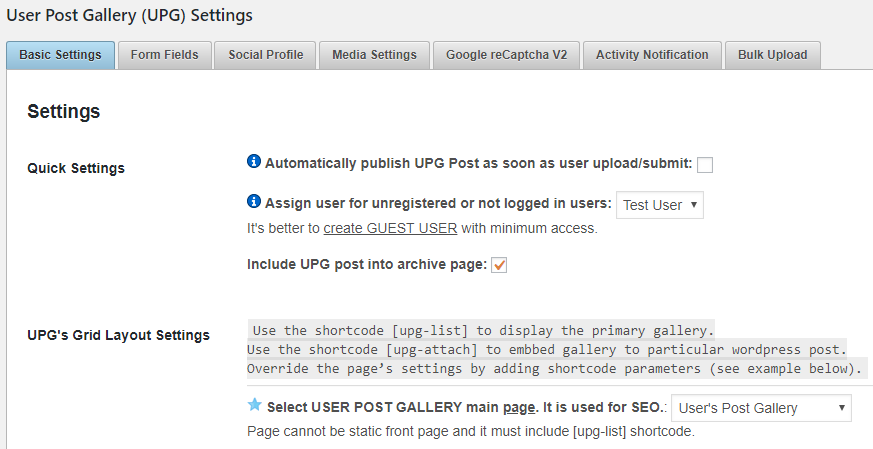 User Post Gallery (UPG) Settings
Basic Settings Form Fields Social Profile Media Settings Google reCaptcha V2 Activity Notification Bulk Upload
Settings
Quick Settings
Automatically publish UPG Post as soon as user upload/submit:
Assign user for unregistered or not logged in users: Test User
It's better to create GUEST USER with minimum access.
Include UPG post into archive page:
UPG's Grid Layout Settings
Use the shortcode [upg-list] to display the primary gallery.
Use the shortcode [upg-attach] to embbed gallery to particular wordpress post.
Override the page’s settings by adding shortcode parameters (see example below).
Select USER POST GALLERY main page. It is used for SEO.: User's Post Gallery
Page cannot be static front page and it must include [upg-list] shortcode.